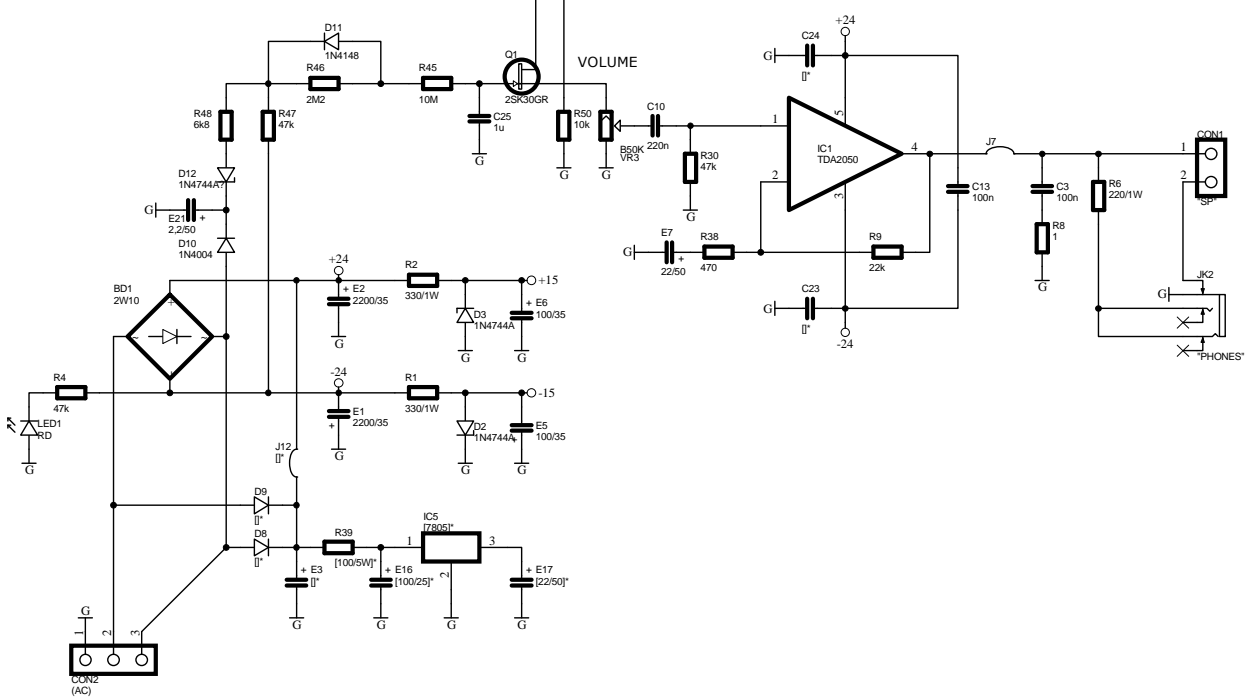 D11
1N4148
R46
2M2
R45
10M
Q1
2SK30GR
VOLUME
R48
6k8
R47
47k
C25
1u
G
R50
10k
G
B50K
VR3
G
C10
220n
R30
47k
G
+24
C24
G
[]*
1
2
5
3
4
IC1
TDA2050
J7
C13
100n
C3
100n
R8
1
G
R6
220/1W
CON1
1
2
"SP"
D12
1N4744A?
G
E21
+
2,2/50
D10
1N4004
E7
G
+
22/50
R38
470
R9
22k
C23
G
[]*
-24
JK2
G
"PHONES"
BD1
2W10
+
~
~
-
+24
+
E2
2200/35
G
R2
330/1W
+15
D3
1N4744A
G
+
E6
100/35
G
R4
47k
LED1
RD
G
-24
E1
2200/35
+
G
R1
330/1W
-15
D2
1N4744A
G
E5
100/35
+
G
J12
[]*
D9
[]*
D8
[]*
R39
[100/5W]*
IC5
[7805]*
1
2
3
+
E3
[]*
G
+
E16
[100/25]*
G
G
+
E17
[22/50]*
G
G
1
2
3
CON2
(AC)